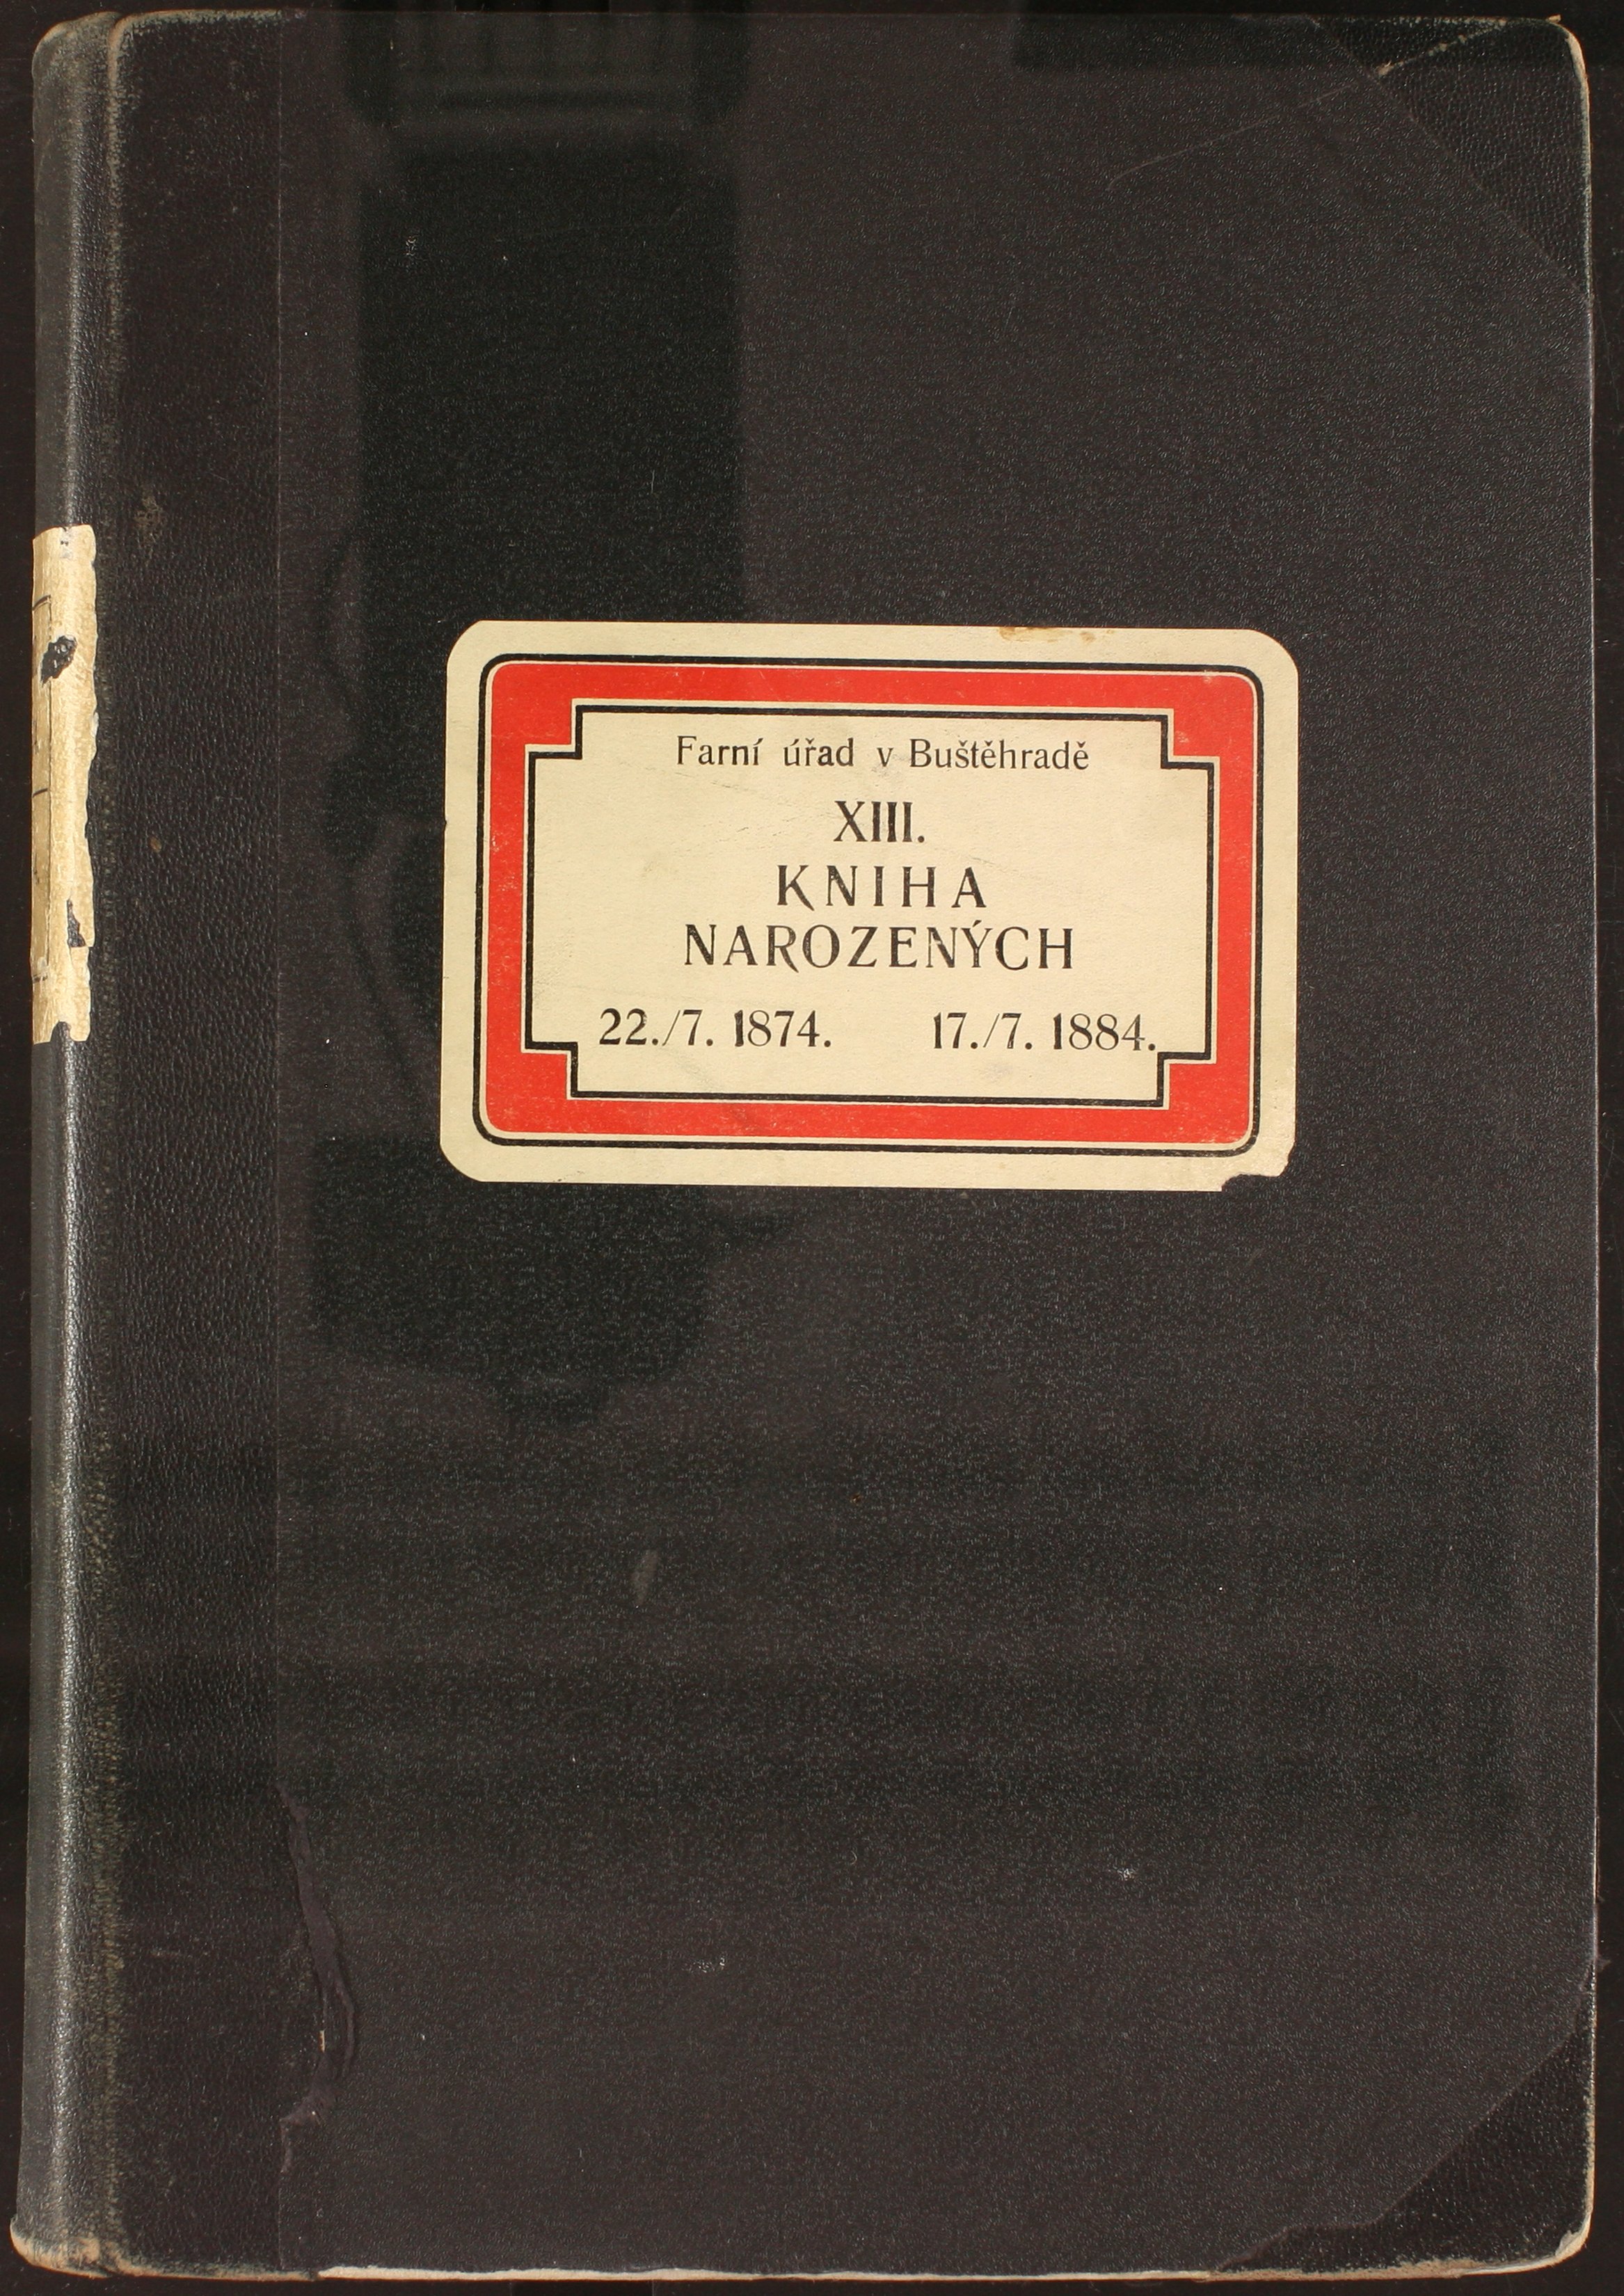 Farní úřad v Buštěhradě
XIII.
KNIHA
NAROZENÝCH
22./7. 1874. 17./7. 1884.